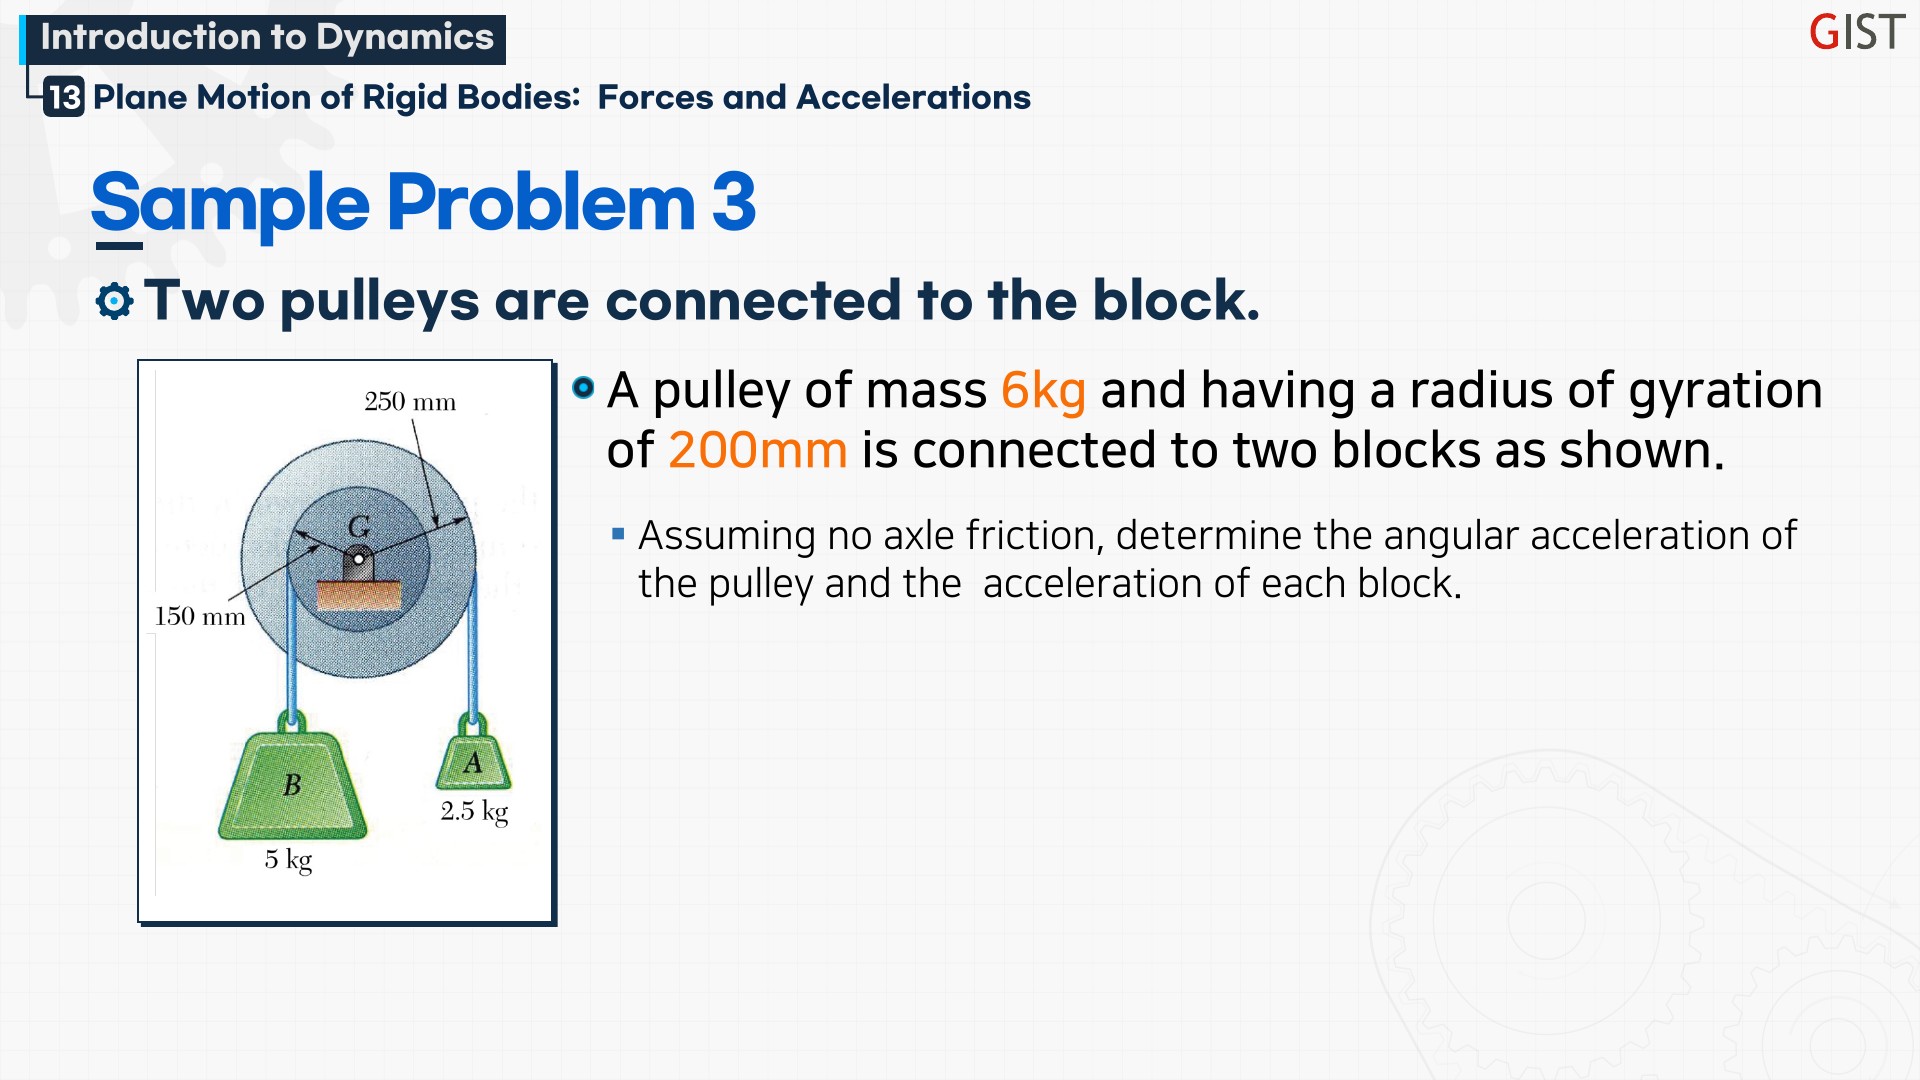 Introduction to Dynamics
GIST
13 Plane Motion of Rigid Bodies: Forces and Accelerations
Sample Problem 3
Two pulleys are connected to the block.
A pulley of mass 6kg and having a radius of gyration
of 200mm is connected to two blocks as shown.
Assuming no axle friction, determine the angular acceleration of
the pulley and the acceleration of each block.
250 mm
G
150 mm
B
A
2.5 kg
5 kg